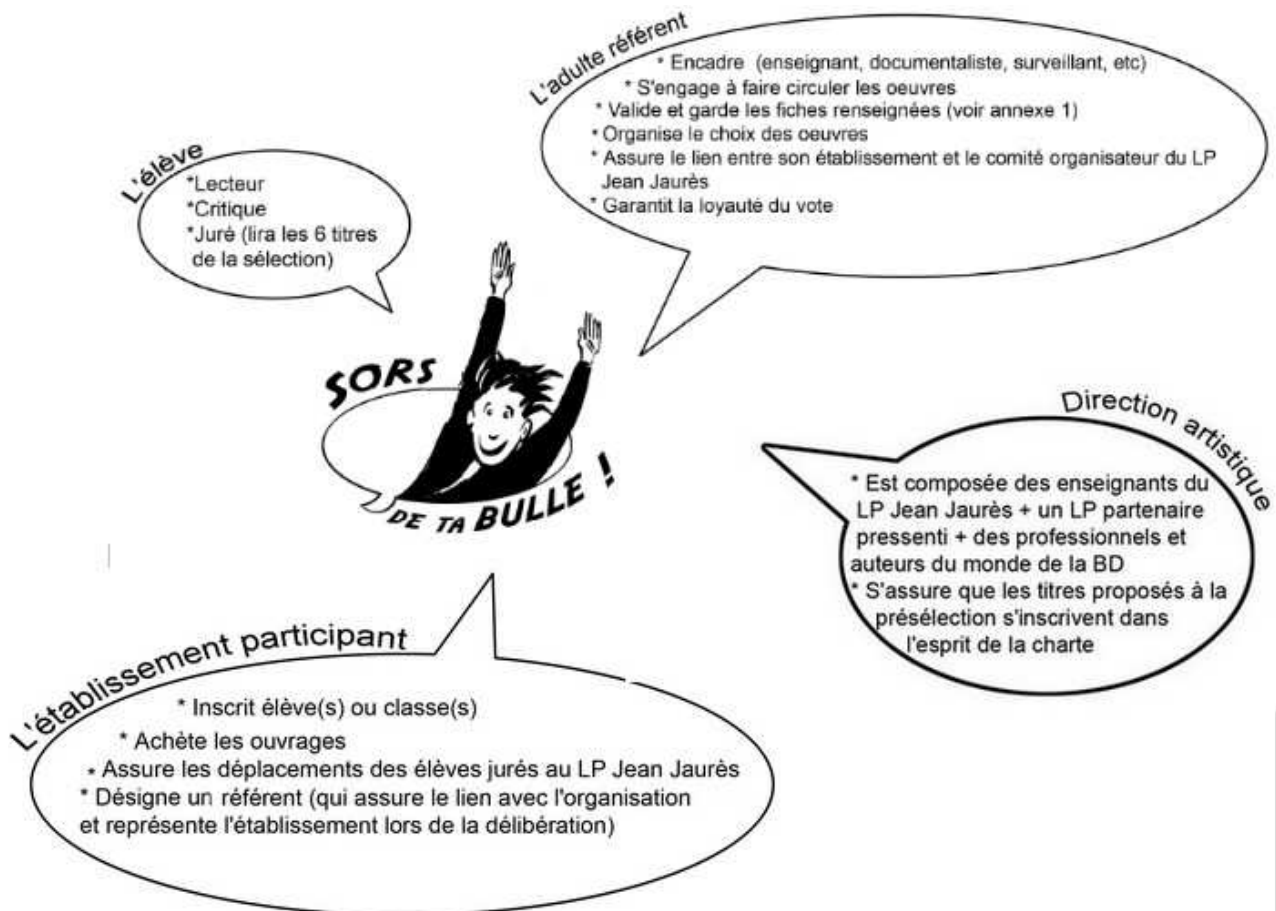 L'adulte référent
* Encadre (enseignant, documentaliste, surveillant, etc)
* S'engage à faire circuler les oeuvres
* Valide et garde les fiches renseignées (voir annexe 1)
* Organise le choix des oeuvres
* Assure le lien entre son établissement et le comité organisateur du LP
Jean Jaurès
* Garantit la loyauté du vote
L'élève
*Lecteur
*Critique
*Juré (lira les 6 titres
de la sélection)
SORS
DE TA BULLE !
Direction artistique
* Est composée des enseignants du
LP Jean Jaurès + un LP partenaire
pressenti + des professionnels et
auteurs du monde de la BD
* S'assure que les titres proposés à la
présélection s'inscrivent dans
l'esprit de la charte
L'établissement participant
* Inscrit élève(s) ou classe(s)
* Achète les ouvrages
* Assure les déplacements des élèves jurés au LP Jean Jaurès
* Désigne un référent (qui assure le lien avec l'organisation
et représente l'établissement lors de la délibération)